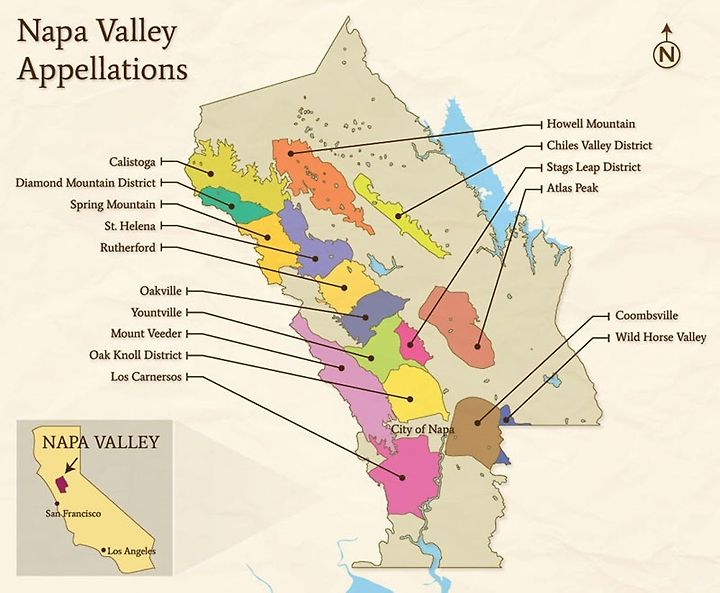 Napa Valley
Appellations
N
Howell Mountain
Chiles Valley District
Stags Leap District
Atlas Peak
Calistoga
Diamond Mountain District
Spring Mountain
St. Helena
Rutherford
Oakville
Yountville
Mount Veeder
Oak Knoll District
Los Carnersos
Coombsville
Wild Horse Valley
City of Napa
NAPA VALLEY
San Francisco
Los Angeles